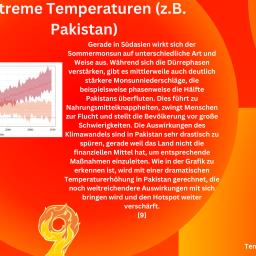 treme Temperaturen (z.B.
Pakistan)
Gerade in Südasien wirkt sich der
Sommermonsun auf unterschiedliche Art und
Weise aus. Während sich die Dürrephasen
verstärken, gibt es mittlerweile auch deutlich
stärkere Monsunniederschläge, die
beispielsweise phasenweise die Hälfte
Pakistans überfluten. Dies führt zu
Nahrungsmittelknappheiten, zwingt Menschen
zur Flucht und stellt die Bevölkerung vor große
Schwierigkeiten. Die Auswirkungen des
Klimawandels sind in Pakistan sehr drastisch zu
spüren, gerade weil das Land nicht die
finanziellen Mittel hat, um entsprechende
Maßnahmen einzuleiten. Wie in der Grafik zu
erkennen ist, wird mit einer dramatischen
Temperaturerhöhung in Pakistan gerechnet, die
noch weitreichendere Auswirkungen mit sich
bringen wird und den Hotspot weiter
verschärft.
[9]
9
Tem